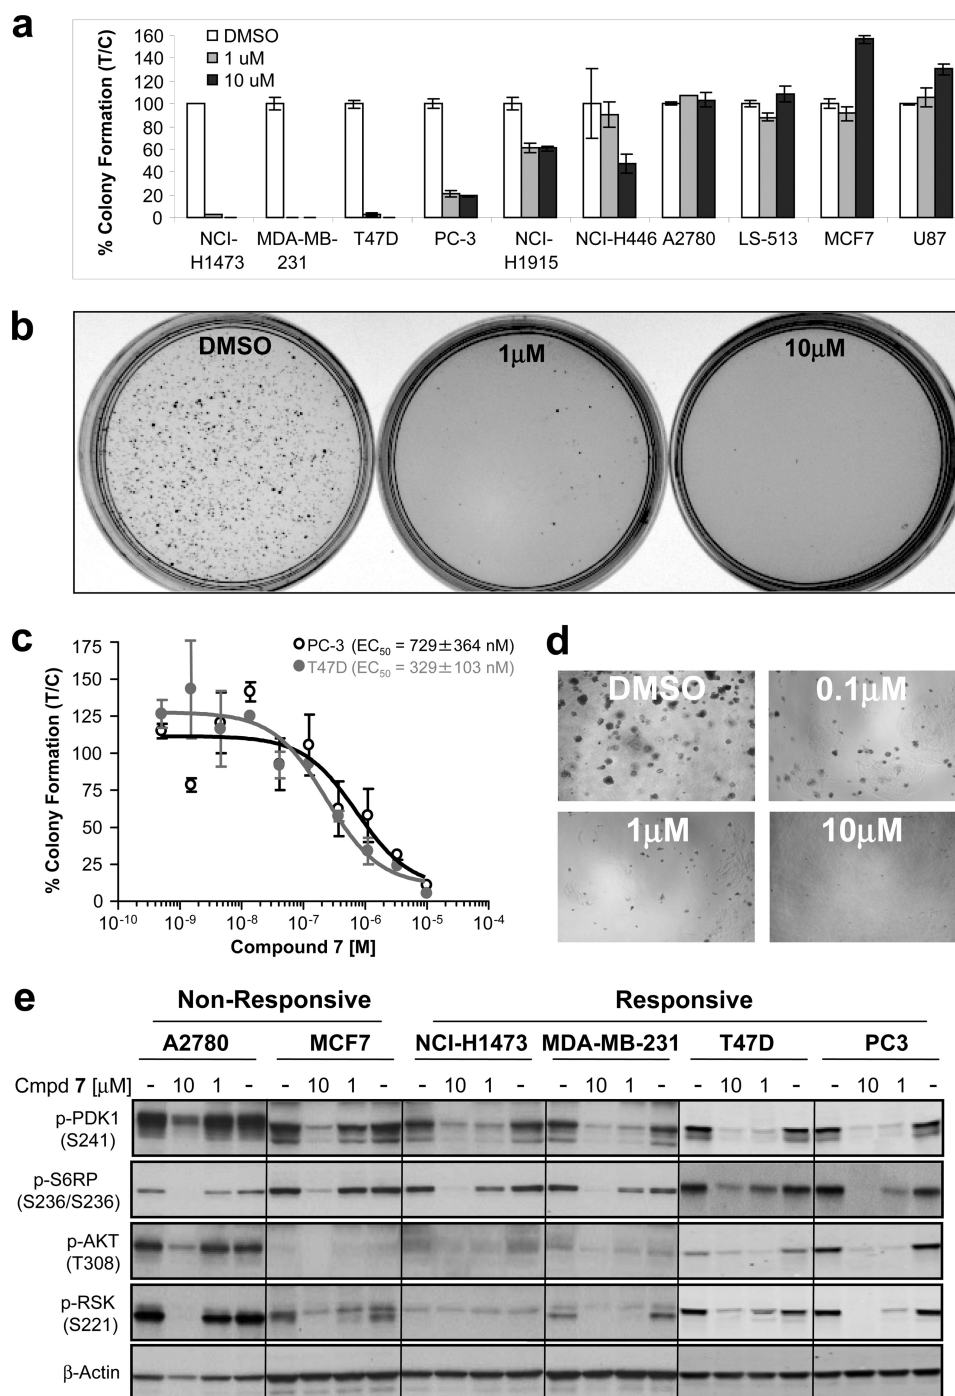 a
% Colony Formation (T/C)
160
140
120
100
80
60
40
20
0
DMSO
1 uM
10 uM
NCI-H1473
MDA-MB-231
T47D
PC-3
NCI-H1915
NCI-H446
A2780
LS-513
MCF7
U87
b
DMSO
1μM
10μM
c
% Colony Formation (T/C)
175
150
125
100
75
50
25
0
PC-3 (EC50 = 729±364 nM)
T47D (EC50 = 329±103 nM)
10-10 10-9 10-8 10-7 10-6 10-5 10-4
Compound 7 [M]
d
DMSO
0.1μM
1μM
10μM
e
Non-Responsive Responsive
A2780 MCF7 NCI-H1473 MDA-MB-231 T47D PC3
Cmpd 7 [μM] - 10 1 - 10 1 - 10 1 - 10 1 - 10 1 - 10 1 -
p-PDK1
(S241)
p-S6RP
(S236/S236)
p-AKT
(T308)
p-RSK
(S221)
β-Actin